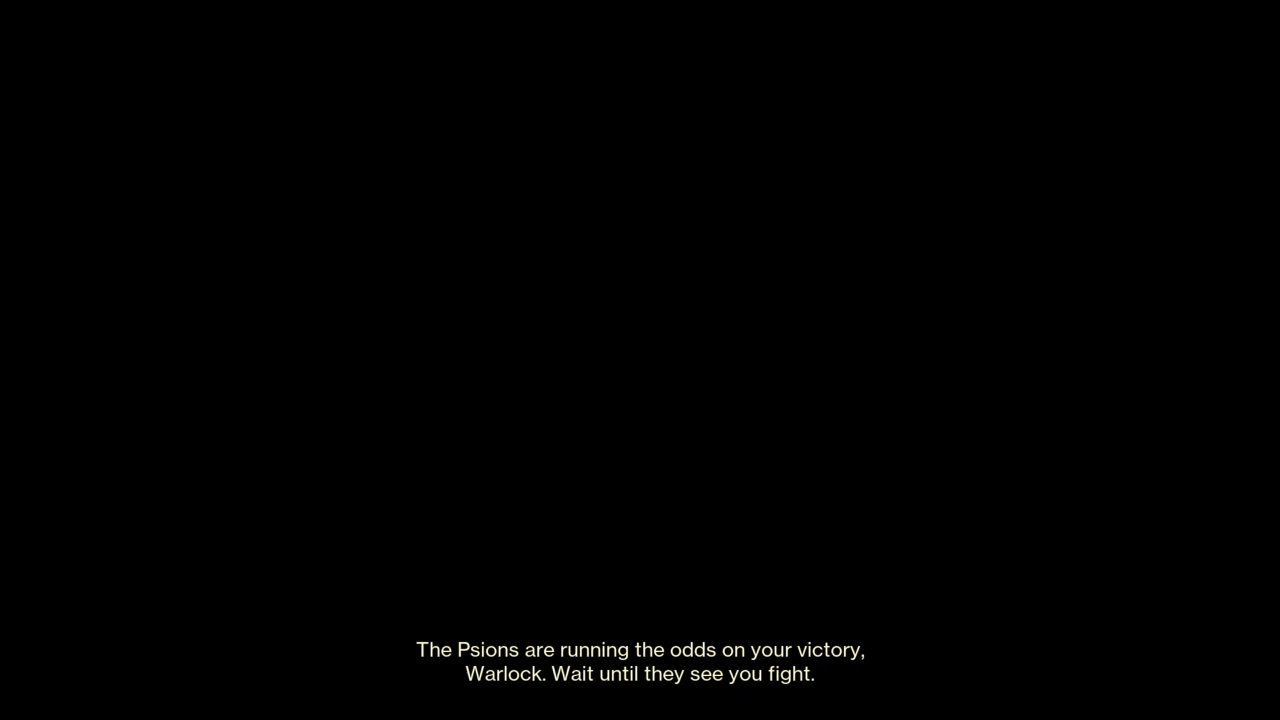 The Psions are running the odds on your victory,
Warlock. Wait until they see you fight.